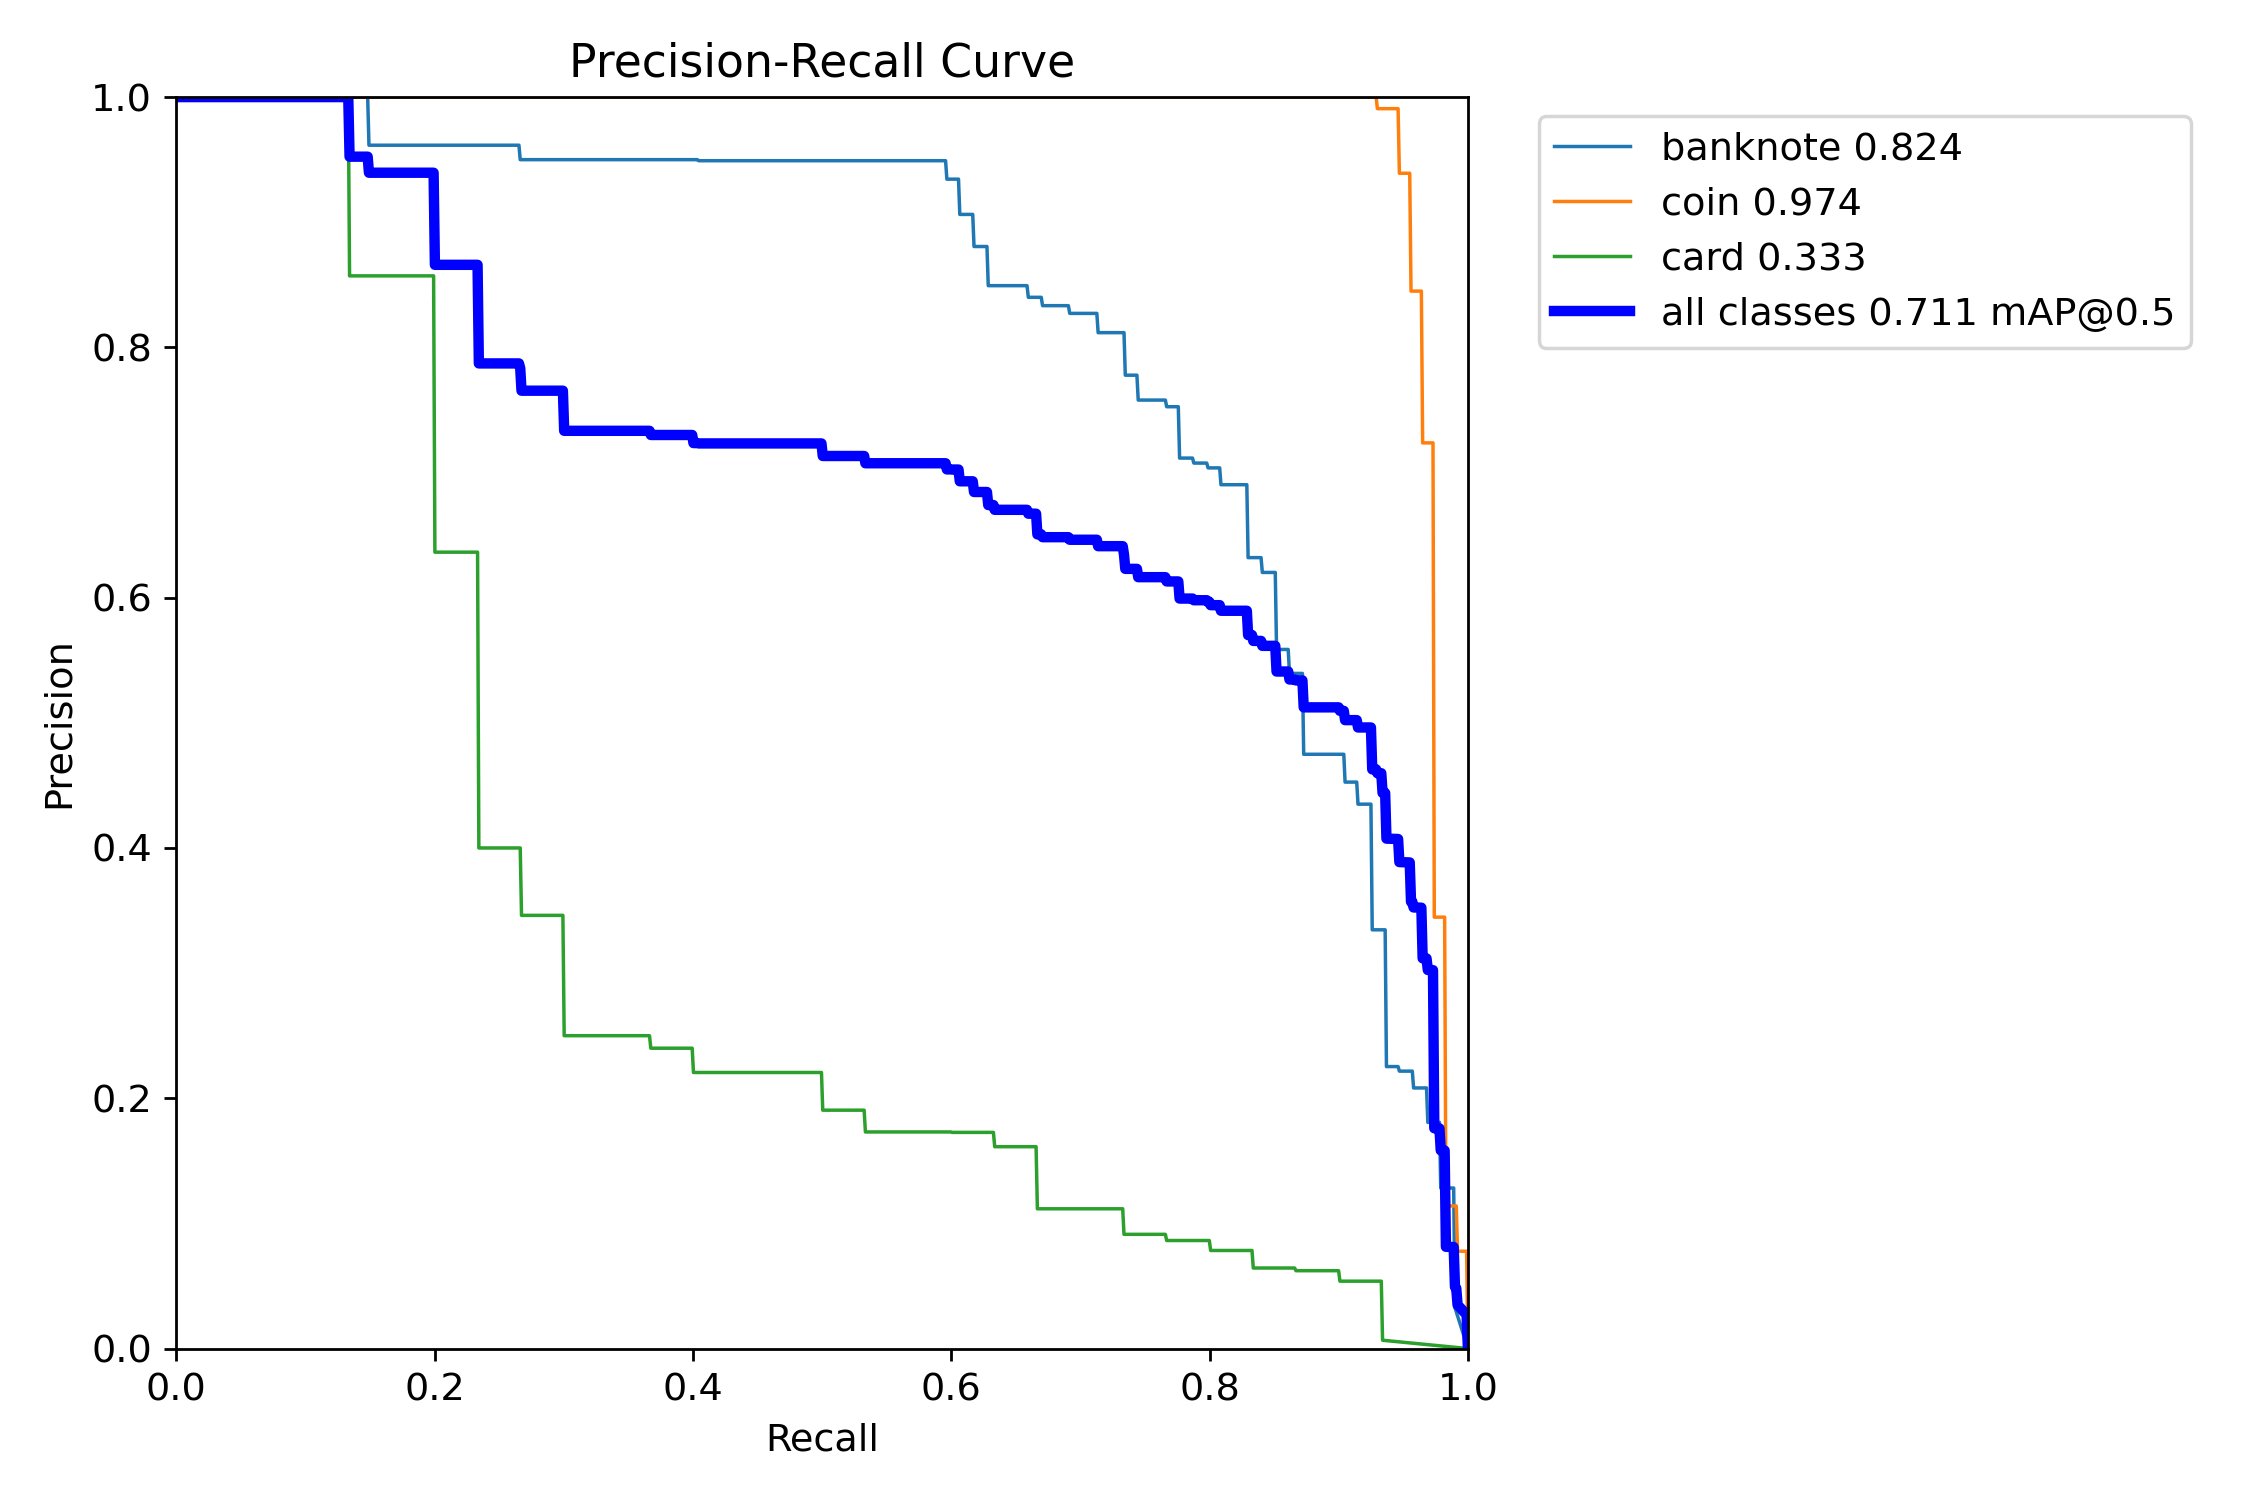 Precision-Recall Curve
1.0
0.8
0.6
0.4
0.2
0.0
Precision
0.0 0.2 0.4 0.6 0.8 1.0
Recall
banknote 0.824
coin 0.974
card 0.333
all classes 0.711 mAP@0.5